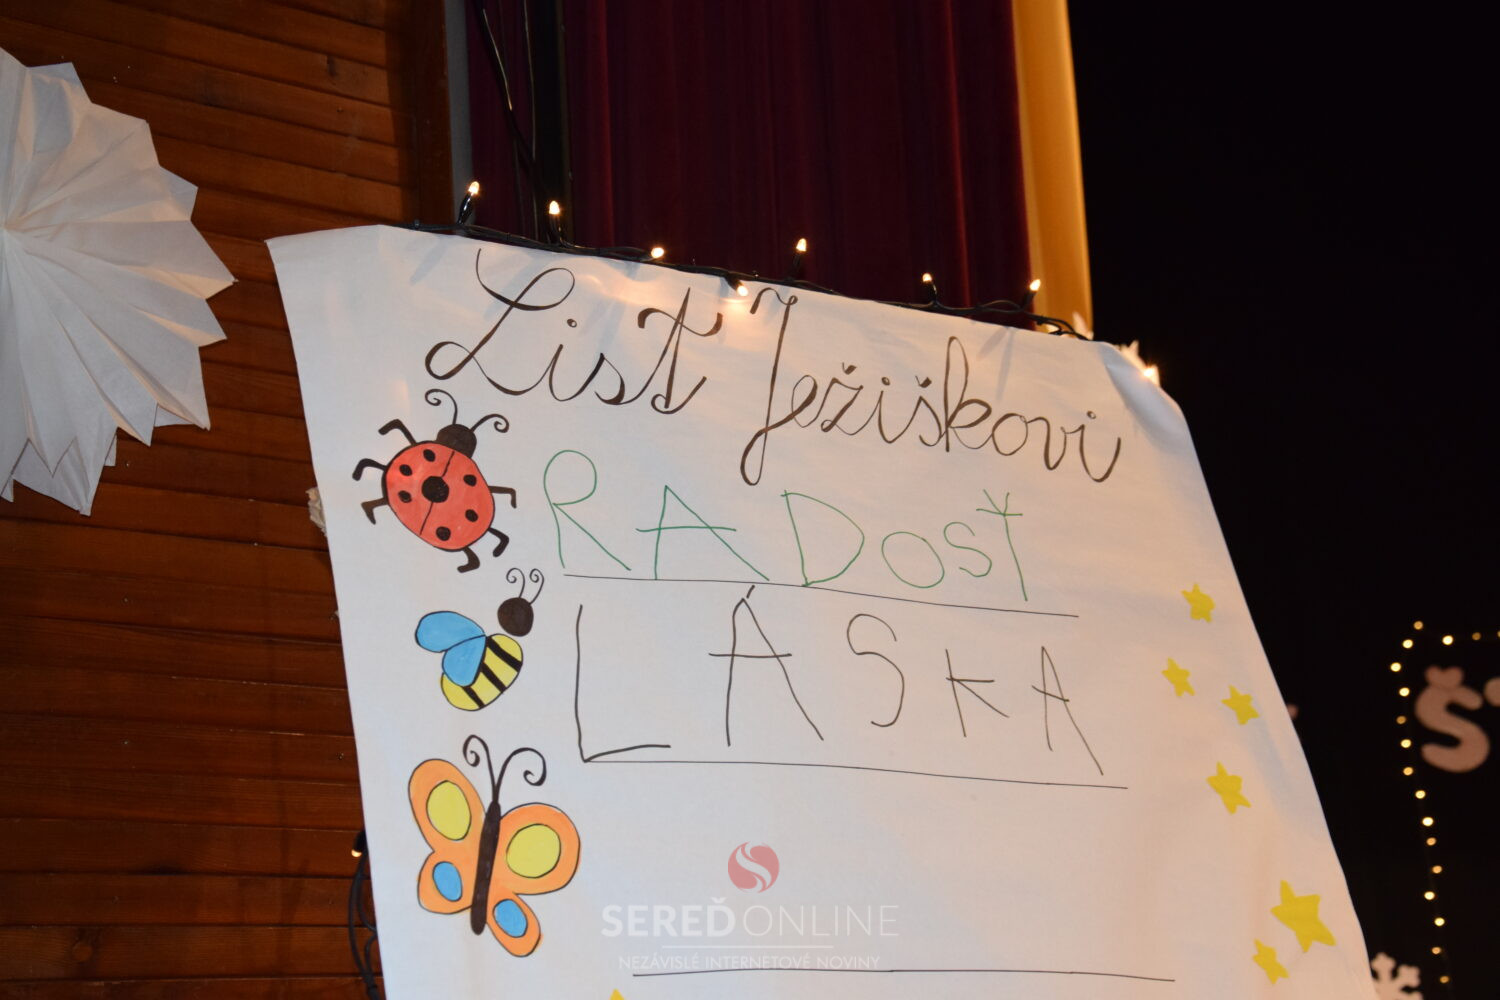 List Ježiškovi
RADOSŤ
LÁSKA
SEREĎONLINE
NEZÁVISLÉ INTERNETOVÉ NOVINY